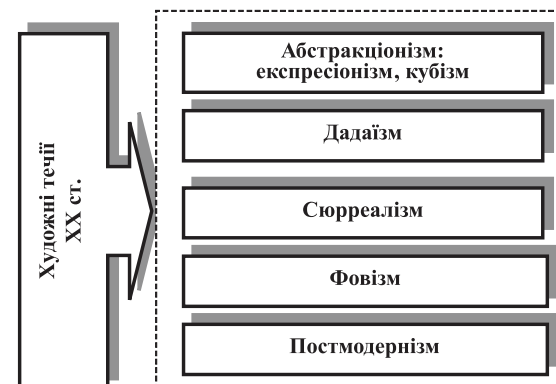 Художні течії
ХХ ст.
Абстракціонізм:
експресіонізм, кубізм
Дадаїзм
Сюрреалізм
Фовізм
Постмодернізм